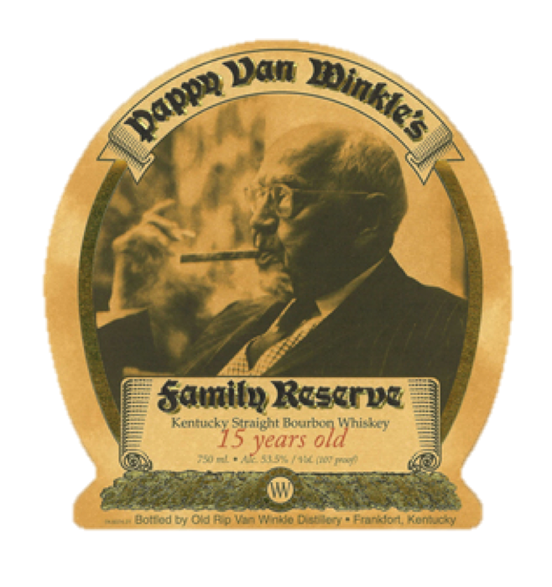 Pappy Van Winkle's
Family Reserve
Kentucky Straight Bourbon Whiskey
15 years old
750 ml. • Alc. 53.5% / Vol. (107 proof)
VW
Bottled by Old Rip Van Winkle Distillery • Frankfort, Kentucky